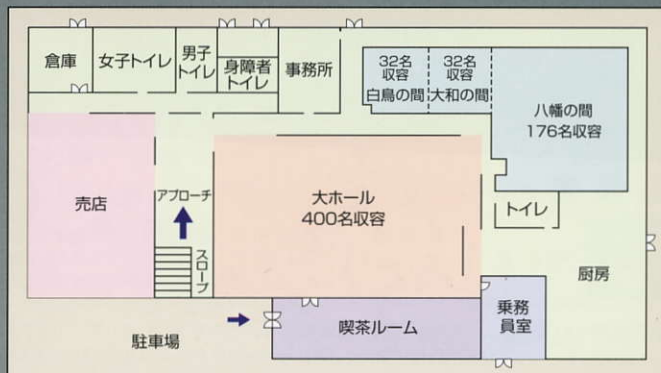 倉庫
女子トイレ
男子
トイレ
身障者
トイレ
事務所
32名
収容
白鳥の間
32名
収容
大和の間
八幡の間
176名収容
売店
アプローチ
スロープ
大ホール
400名収容
トイレ
厨房
喫茶ルーム
乗務
員室
駐車場